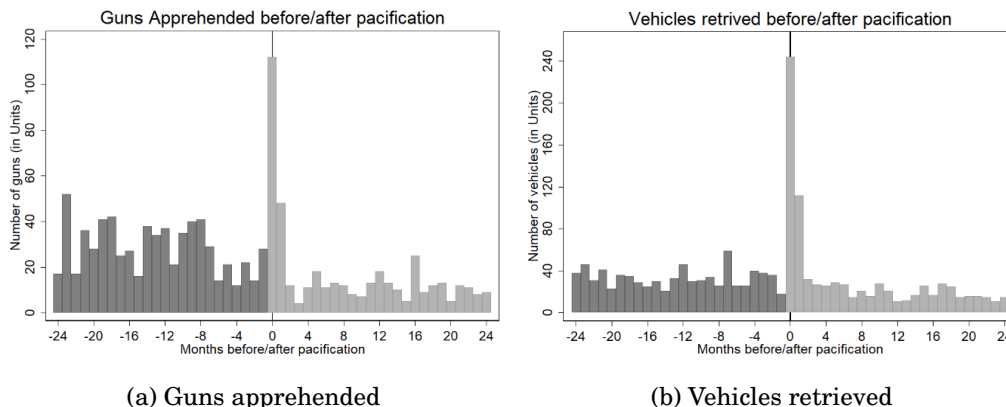 Guns Apprehended before/after pacification
Number of guns (in Units)
120
100
80
60
40
20
0
-24 -20 -16 -12 -8 -4 0 4 8 12 16 20 24
Months before/after pacification
(a) Guns apprehended
Vehicles retrived before/after pacification
Number of vehicles (in Units)
240
200
160
120
80
40
0
-24 -20 -16 -12 -8 -4 0 4 8 12 16 20 24
Months before/after pacification
(b) Vehicles retrieved